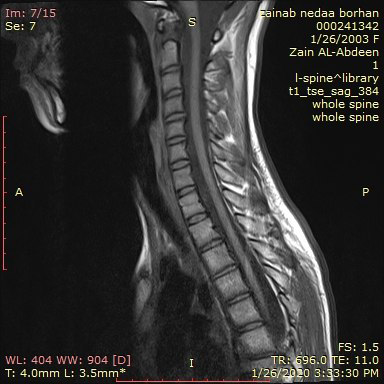 Im: 7/15
Se: 7
S
zainab nedaa borhan
000241342
1/26/2003 F
Zain AL-Abdeen
1
l-spine^library
t1_tse_sag_384
whole spine
whole spine
A
P
WL: 404 WW: 904 [D]
T: 4.0mm L: 3.5mm*
I
FS: 1.5
TR: 696.0 TE: 11.0
1/26/2020 3:33:30 PM